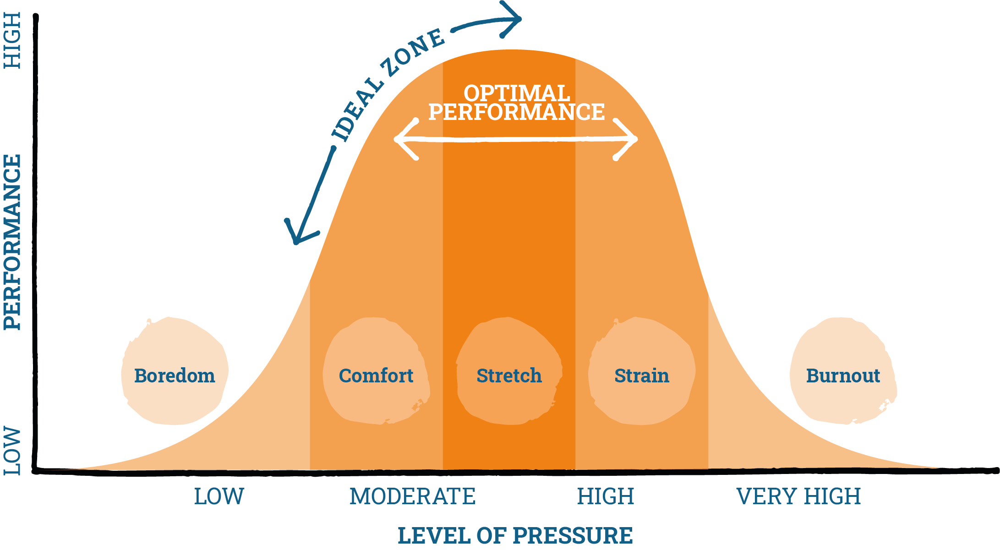 HIGH
PERFORMANCE
LOW
IDEAL ZONE
OPTIMAL
PERFORMANCE
Boredom
Comfort
Stretch
Strain
Burnout
LOW
MODERATE
HIGH
VERY HIGH
LEVEL OF PRESSURE